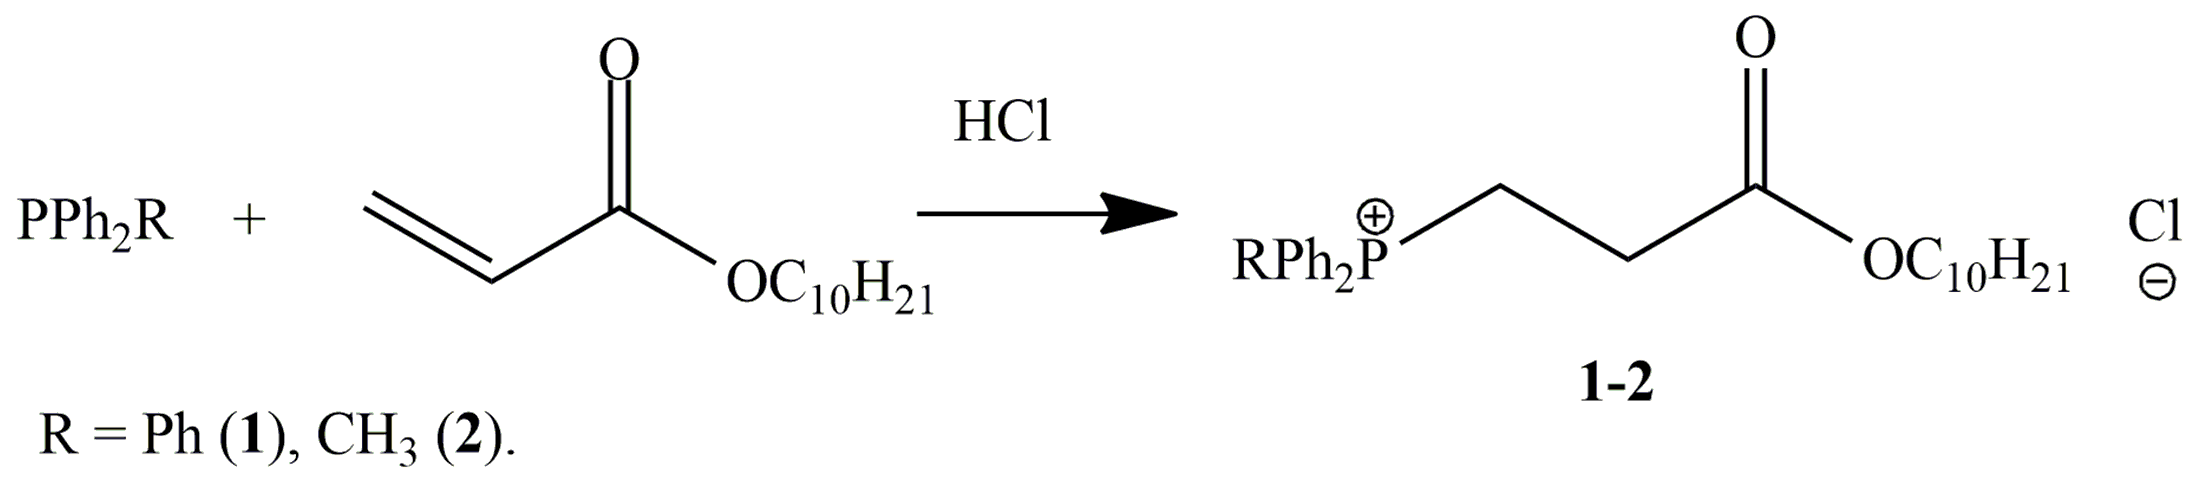 O
O
HCl
PPh₂R + OC₁₀H₂₁
RPh₂P⊕ OC₁₀H₂₁ Cl⊖
1-2
R = Ph (1), CH₃ (2).